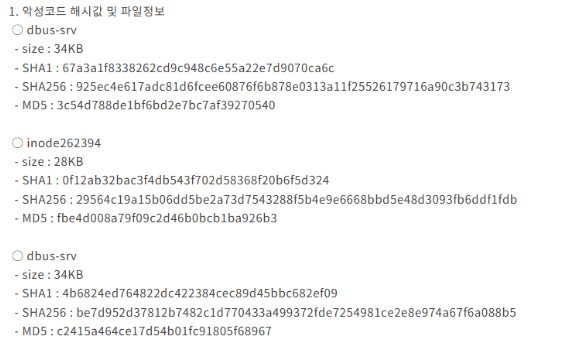 1. 악성코드 해시값 및 파일정보
○ dbus-srv
- size : 34KB
- SHA1 : 67a3a1f8338262cd9c948c6e55a22e7d9070ca6c
- SHA256 : 925ec4e617adc81d6fcee60876f6b878e0313a11f25526179716a90c3b743173
- MD5 : 3c54d788de1bf6bd2e7bc7af39270540
○ inode262394
- size : 28KB
- SHA1 : 0f12ab32bac3f4db543f702d58368f20b6f5d324
- SHA256 : 29564c19a15b06dd5be2a73d7543288f5b4e9e6668bbd5e48d3093fb6ddf1fdb
- MD5 : fbe4d008a79f09c2d46b0bcb1ba926b3
○ dbus-srv
- size : 34KB
- SHA1 : 4b6824ed764822dc422384cec89d45bbc682ef09
- SHA256 : be7d952d37812b7482c1d770433a499372fde7254981ce2e8e974a67f6a088b5
- MD5 : c2415a464ce17d54b01fc91805f68967